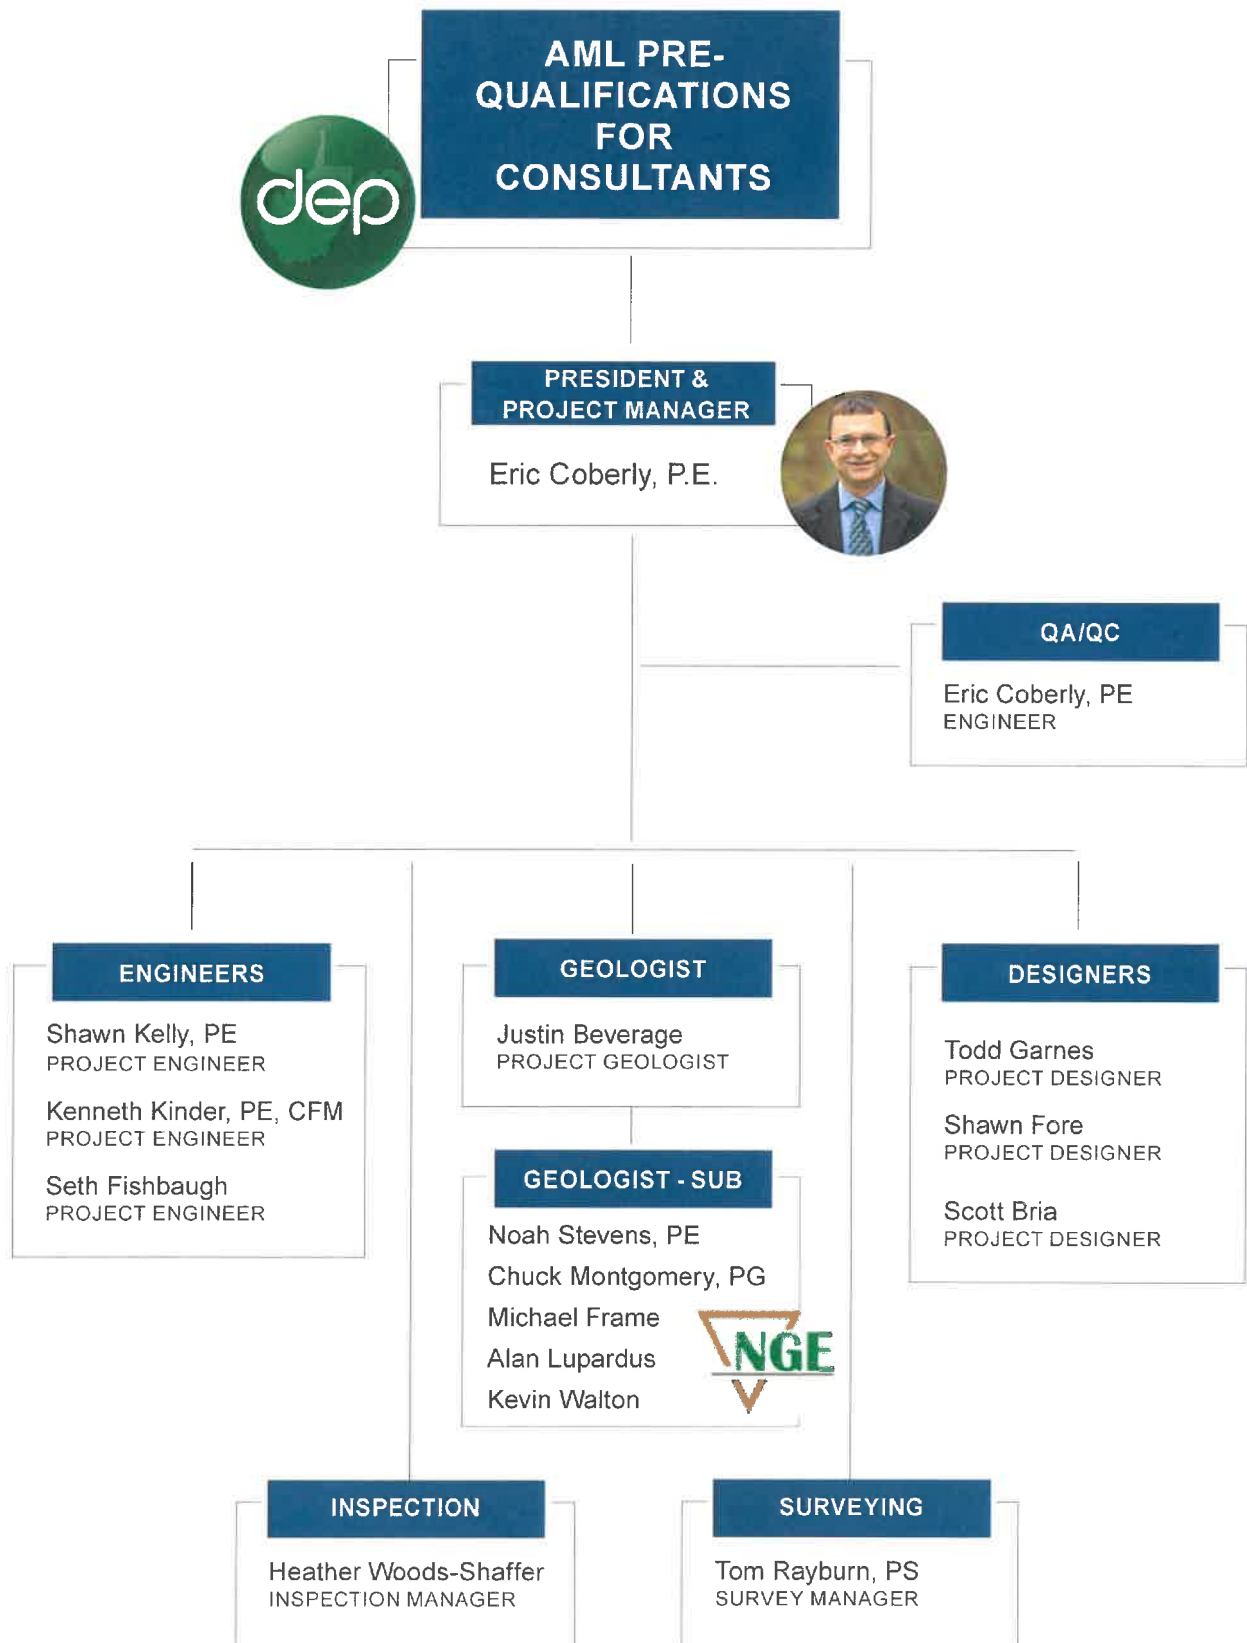 AML PRE-
QUALIFICATIONS
FOR
CONSULTANTS
dep
PRESIDENT &
PROJECT MANAGER
Eric Coberly, P.E.
QA/QC
Eric Coberly, PE
ENGINEER
ENGINEERS
Shawn Kelly, PE
PROJECT ENGINEER
Kenneth Kinder, PE, CFM
PROJECT ENGINEER
Seth Fishbaugh
PROJECT ENGINEER
GEOLOGIST
Justin Beverage
PROJECT GEOLOGIST
GEOLOGIST - SUB
Noah Stevens, PE
Chuck Montgomery, PG
Michael Frame
Alan Lupardus
Kevin Walton
NGE
DESIGNERS
Todd Garnes
PROJECT DESIGNER
Shawn Fore
PROJECT DESIGNER
Scott Bria
PROJECT DESIGNER
INSPECTION
Heather Woods-Shaffer
INSPECTION MANAGER
SURVEYING
Tom Rayburn, PS
SURVEY MANAGER